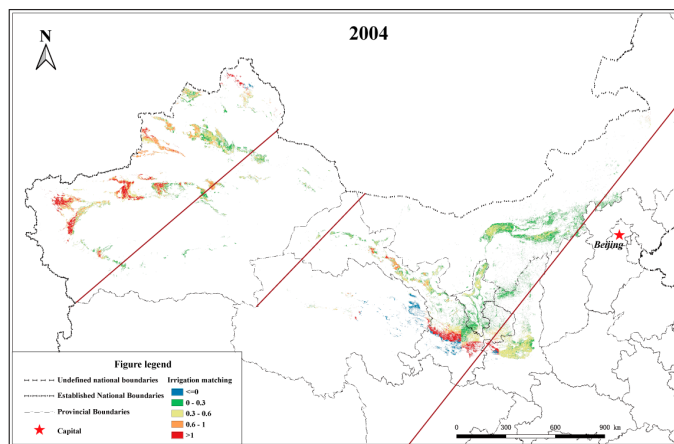 2004
N
Beijing
Figure legend
Undefined national boundaries
Established National Boundaries
Provincial Boundaries
Capital
Irrigation matching
<=0
0 - 0.3
0.3 - 0.6
0.6 - 1
>1
0 300 600 900 km